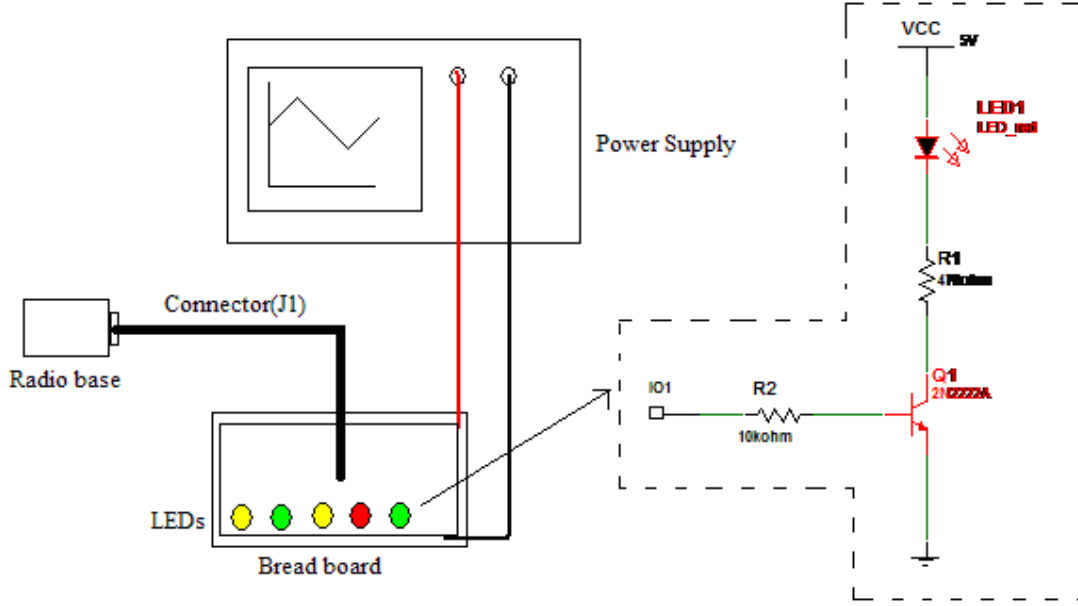 VCC
5V
LED1
LED_red
Power Supply
R1
Connector(J1)
Radio base
IO1
R2
10kohm
Q1
2N2222A
LEDs
Bread board